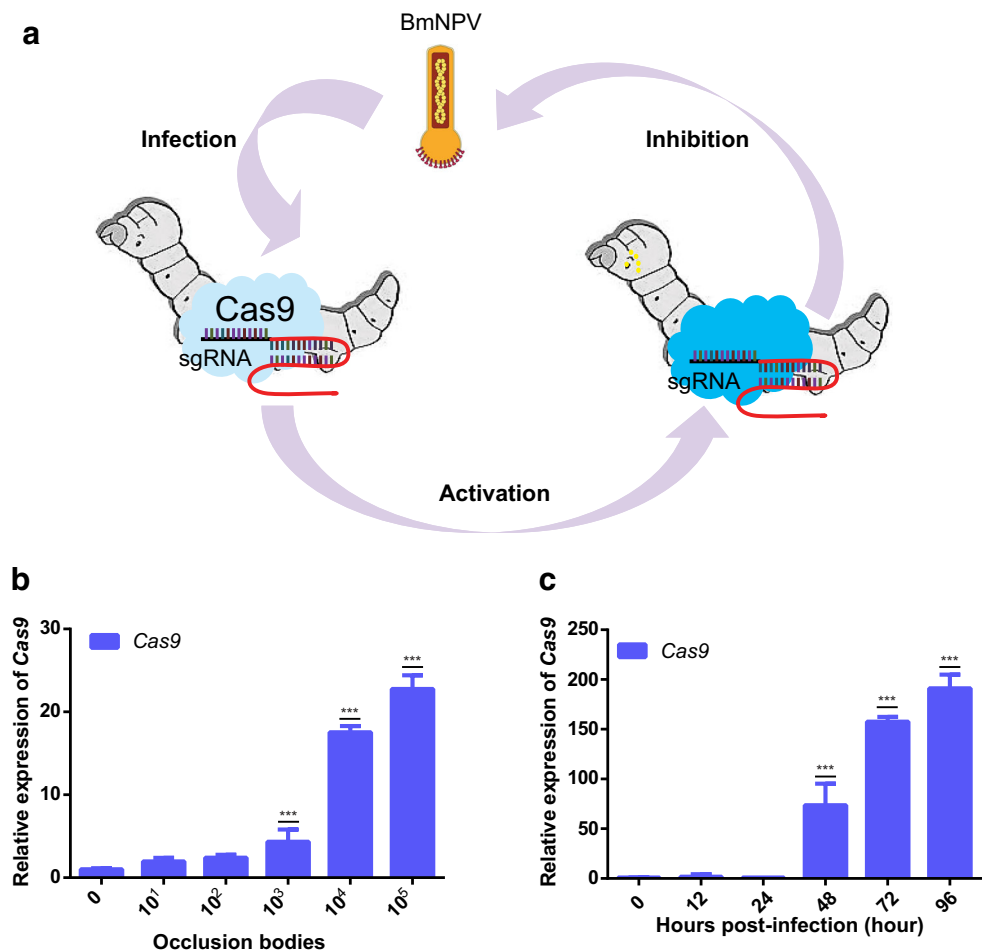 a
BmNPV
Infection
Inhibition
Cas9
sgRNA
sgRNA
Activation
b
Relative expression of Cas9
30
20
10
0
Cas9
***
***
***
0
10¹
10²
10³
10⁴
10⁵
Occlusion bodies
c
Relative expression of Cas9
250
200
150
100
50
0
Cas9
***
***
***
0
12
24
48
72
96
Hours post-infection (hour)